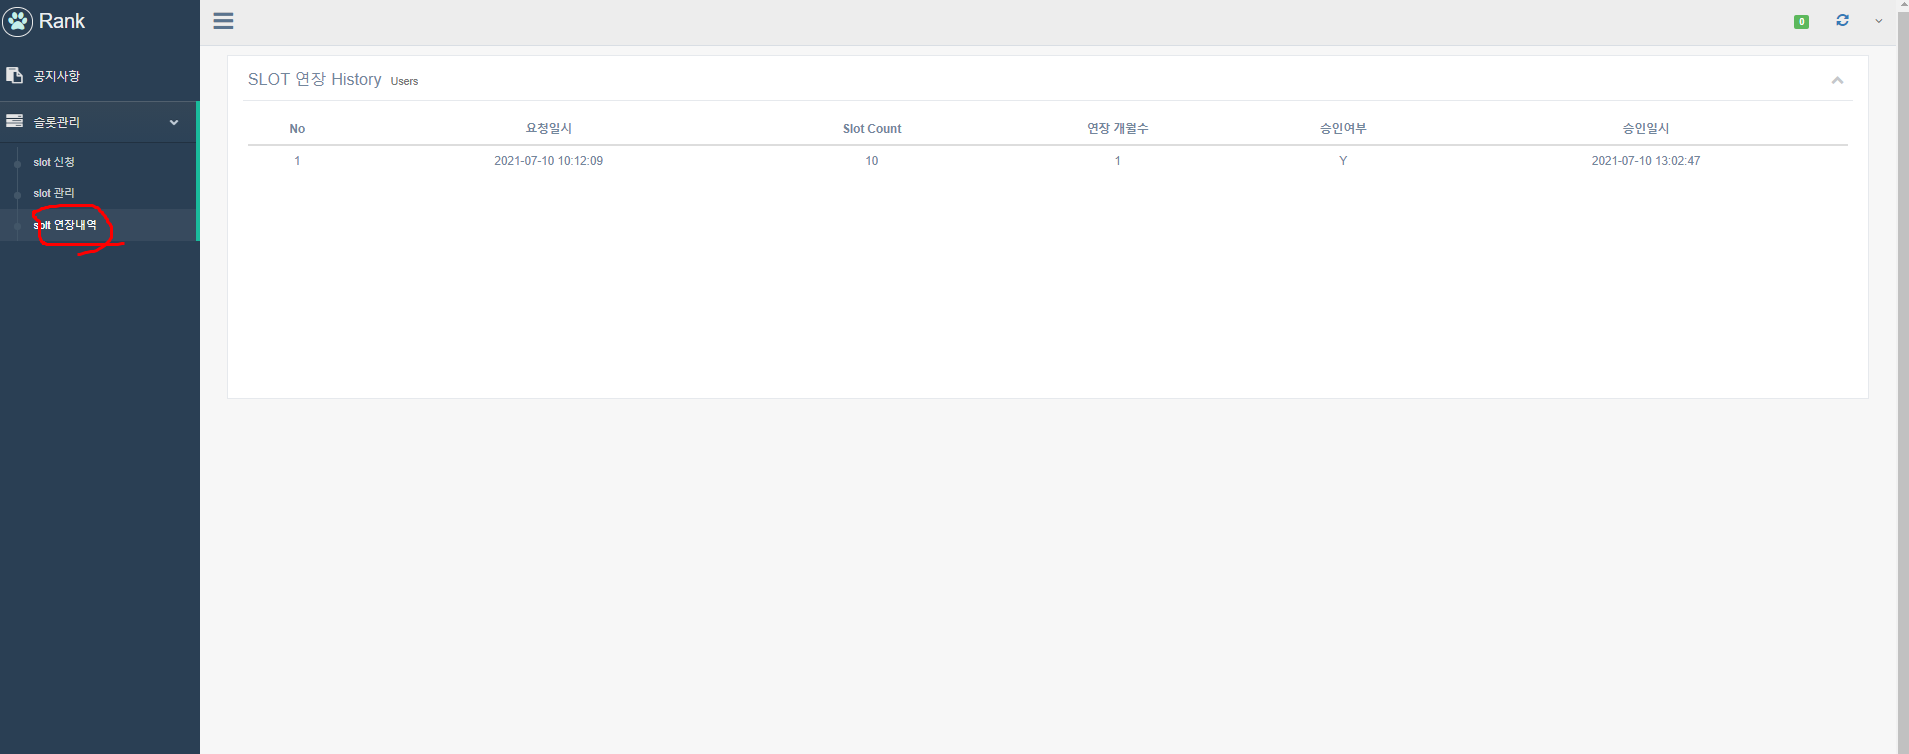 Rank
0
공지사항
슬롯관리
slot 신청
slot 관리
solt 연장내역
SLOT 연장 History Users
No 요청일시 Slot Count 연장 개월수 승인여부 승인일시
1 2021-07-10 10:12:09 10 1 Y 2021-07-10 13:02:47